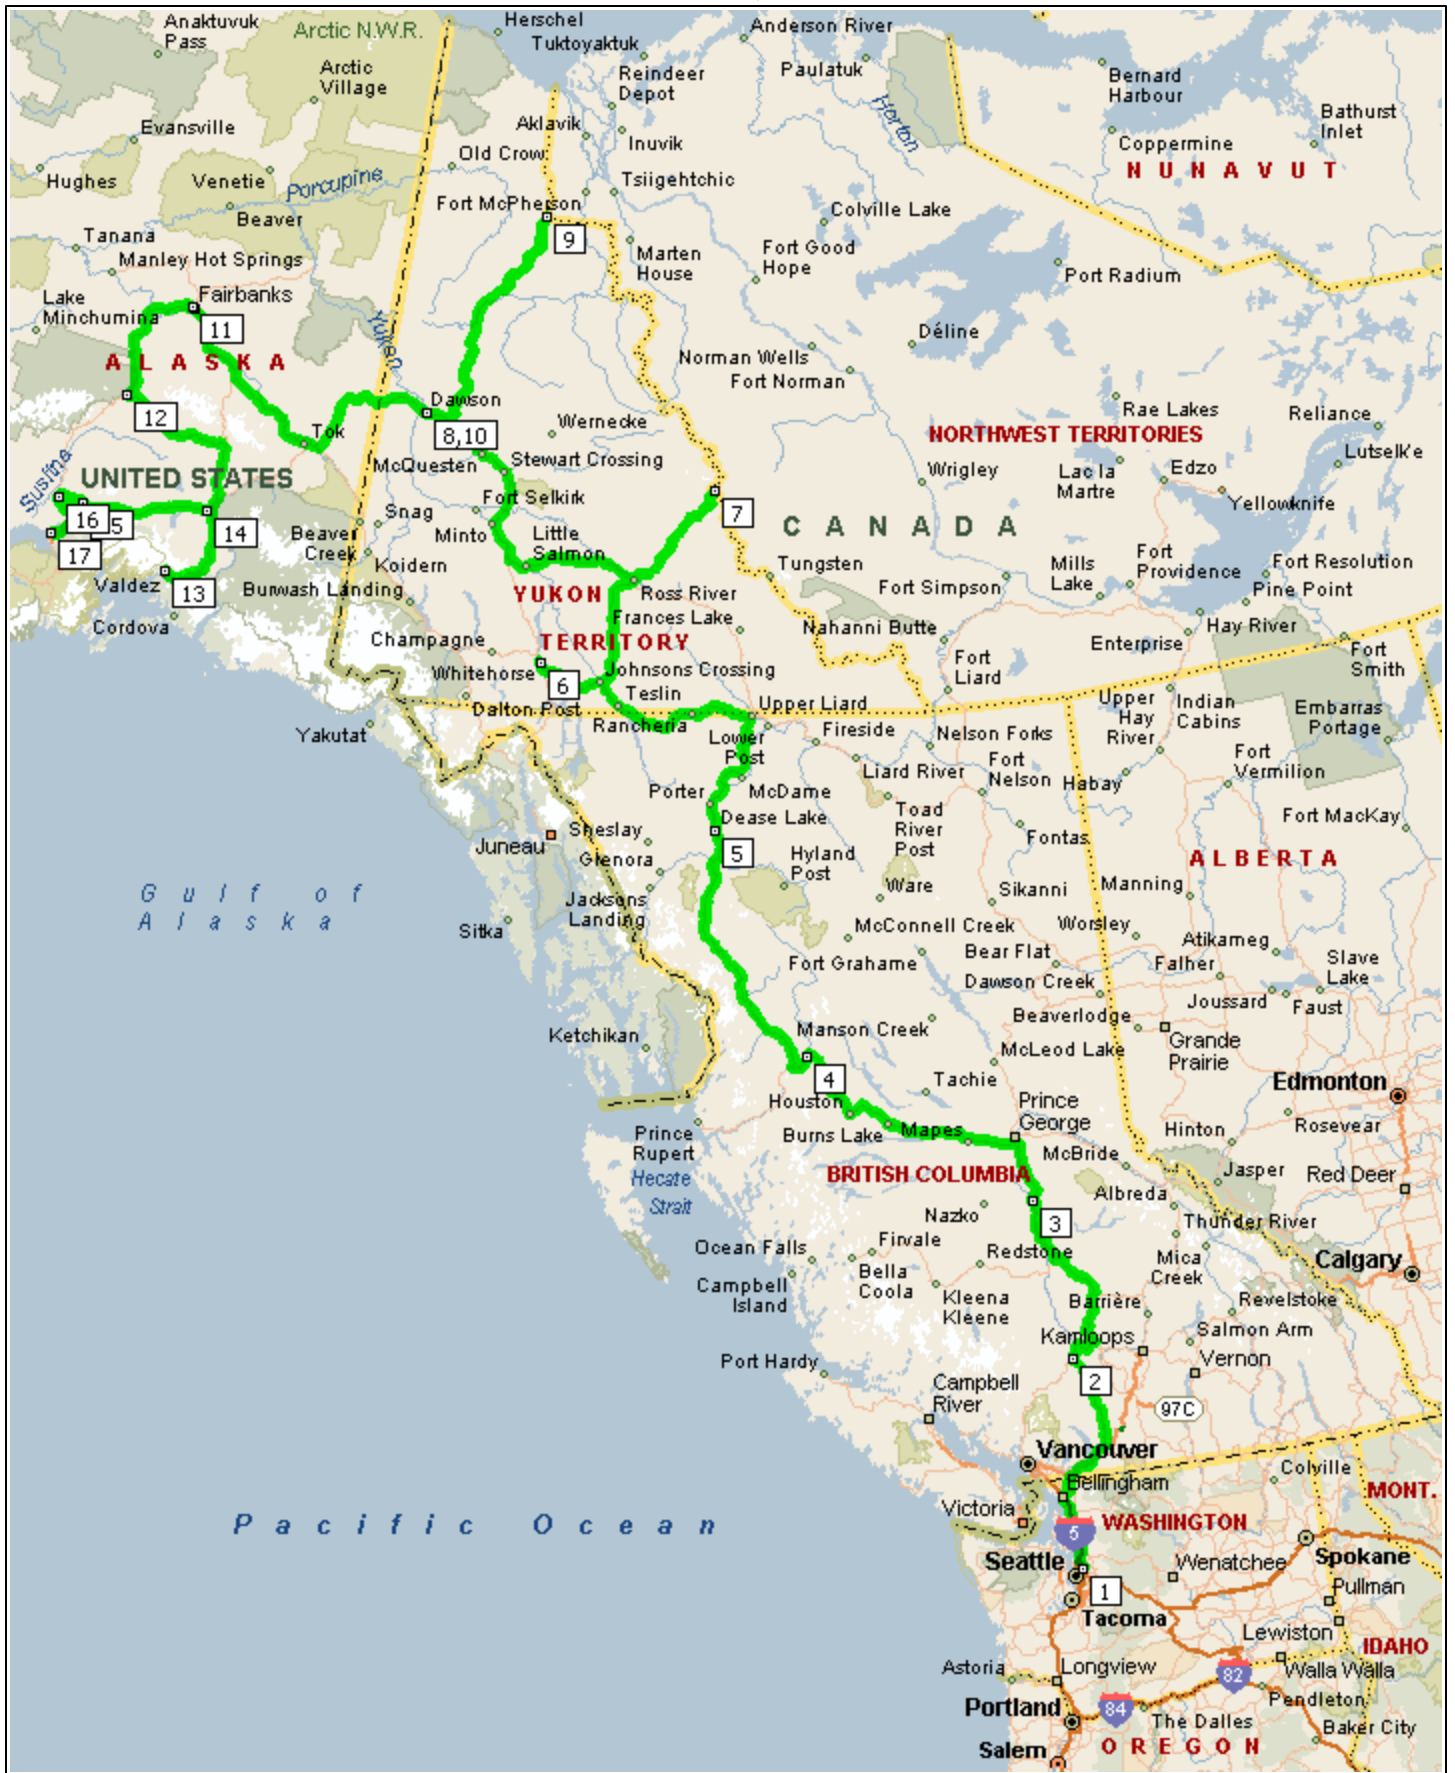 Anaktuvuk
Pass
Arctic N.W.R.
Herschel
Tuktoyaktuk
Anderson River
Arctic
Village
Reindeer
Depot
Paulatuk
Bernard
Harbour
Bathurst
Inlet
Horton
Evansville
Aklavik
Inuvik
Coppermine
NUNAVUT
Old Crow
Hughes
Venetie
Porcupine
Tsiigehtchic
Beaver
Fort McPherson
9
Colville Lake
Tanana
Manley Hot Springs
Marten
House
Fort Good
Hope
Port Radium
Lake
Minchumina
Fairbanks
11
Yukon
Déline
ALASKA
Norman Wells
Fort Norman
12
Dawson
8,10
Wernecke
Rae Lakes
Reliance
Tok
NORTHWEST TERRITORIES
Lutselk'e
McQuesten
Stewart Crossing
Wrigley
Lac la
Martre
Edzo
Susitna
UNITED STATES
Fort Selkirk
Yellowknife
16
5
14
Snag
Minto
7
CANADA
17
Beaver
Creek
Koidern
Little
Salmon
Tungsten
Mills
Lake
Fort
Providence
Fort Resolution
Valdez
13
Burwash Landing
YUKON
Ross River
Fort Simpson
Pine Point
Cordova
Frances Lake
Champagne
TERRITORY
Nahanni Butte
Enterprise
Hay River
Whitehorse
6
Johnsons Crossing
Fort
Liard
Fort
Smith
Teslin
Dalton Post
Upper Liard
Upper
Hay
River
Indian
Cabins
Embarras
Portage
Yakutat
Rancheria
Lower
Post
Fireside
Nelson Forks
Liard River
Fort
Nelson
Habay
Fort
Vermilion
Porter
McDame
Toad
River
Post
Fort MacKay
Dease Lake
Juneau
Sheslay
Fontas
Glenora
5
Hyland
Post
ALBERTA
Gulf of
Alaska
Jacksons
Landing
Ware
Sikanni
Manning
Sitka
McConnell Creek
Worsley
Fort Grahame
Bear Flat
Atikameg
Falher
Slave
Lake
Dawson Creek
Joussard
Faust
Beaverlodge
Ketchikan
Manson Creek
McLeod Lake
Grande
Prairie
4
Tachie
Edmonton
Houston
Prince
George
Prince
Rupert
Burns Lake
Mapes
Hinton
Rosevear
McBride
Hecate
Strait
BRITISH COLUMBIA
Jasper
Red Deer
Albreda
Nazko
3
Thunder River
Ocean Falls
Firvale
Redstone
Mica
Creek
Calgary
Campbell
Island
Bella
Coola
Kleena
Kleene
Barrière
Revelstoke
Kamloops
Salmon Arm
Port Hardy
Vernon
Campbell
River
2
97C
Vancouver
Colville
Bellingham
MONT.
Victoria
Pacific Ocean
5
WASHINGTON
Seattle
Wenatchee
Spokane
1
Pullman
Tacoma
Lewiston
IDAHO
Astoria
Longview
82
Walla Walla
Portland
84
Pendleton
The Dalles
Baker City
Salem
OREGON